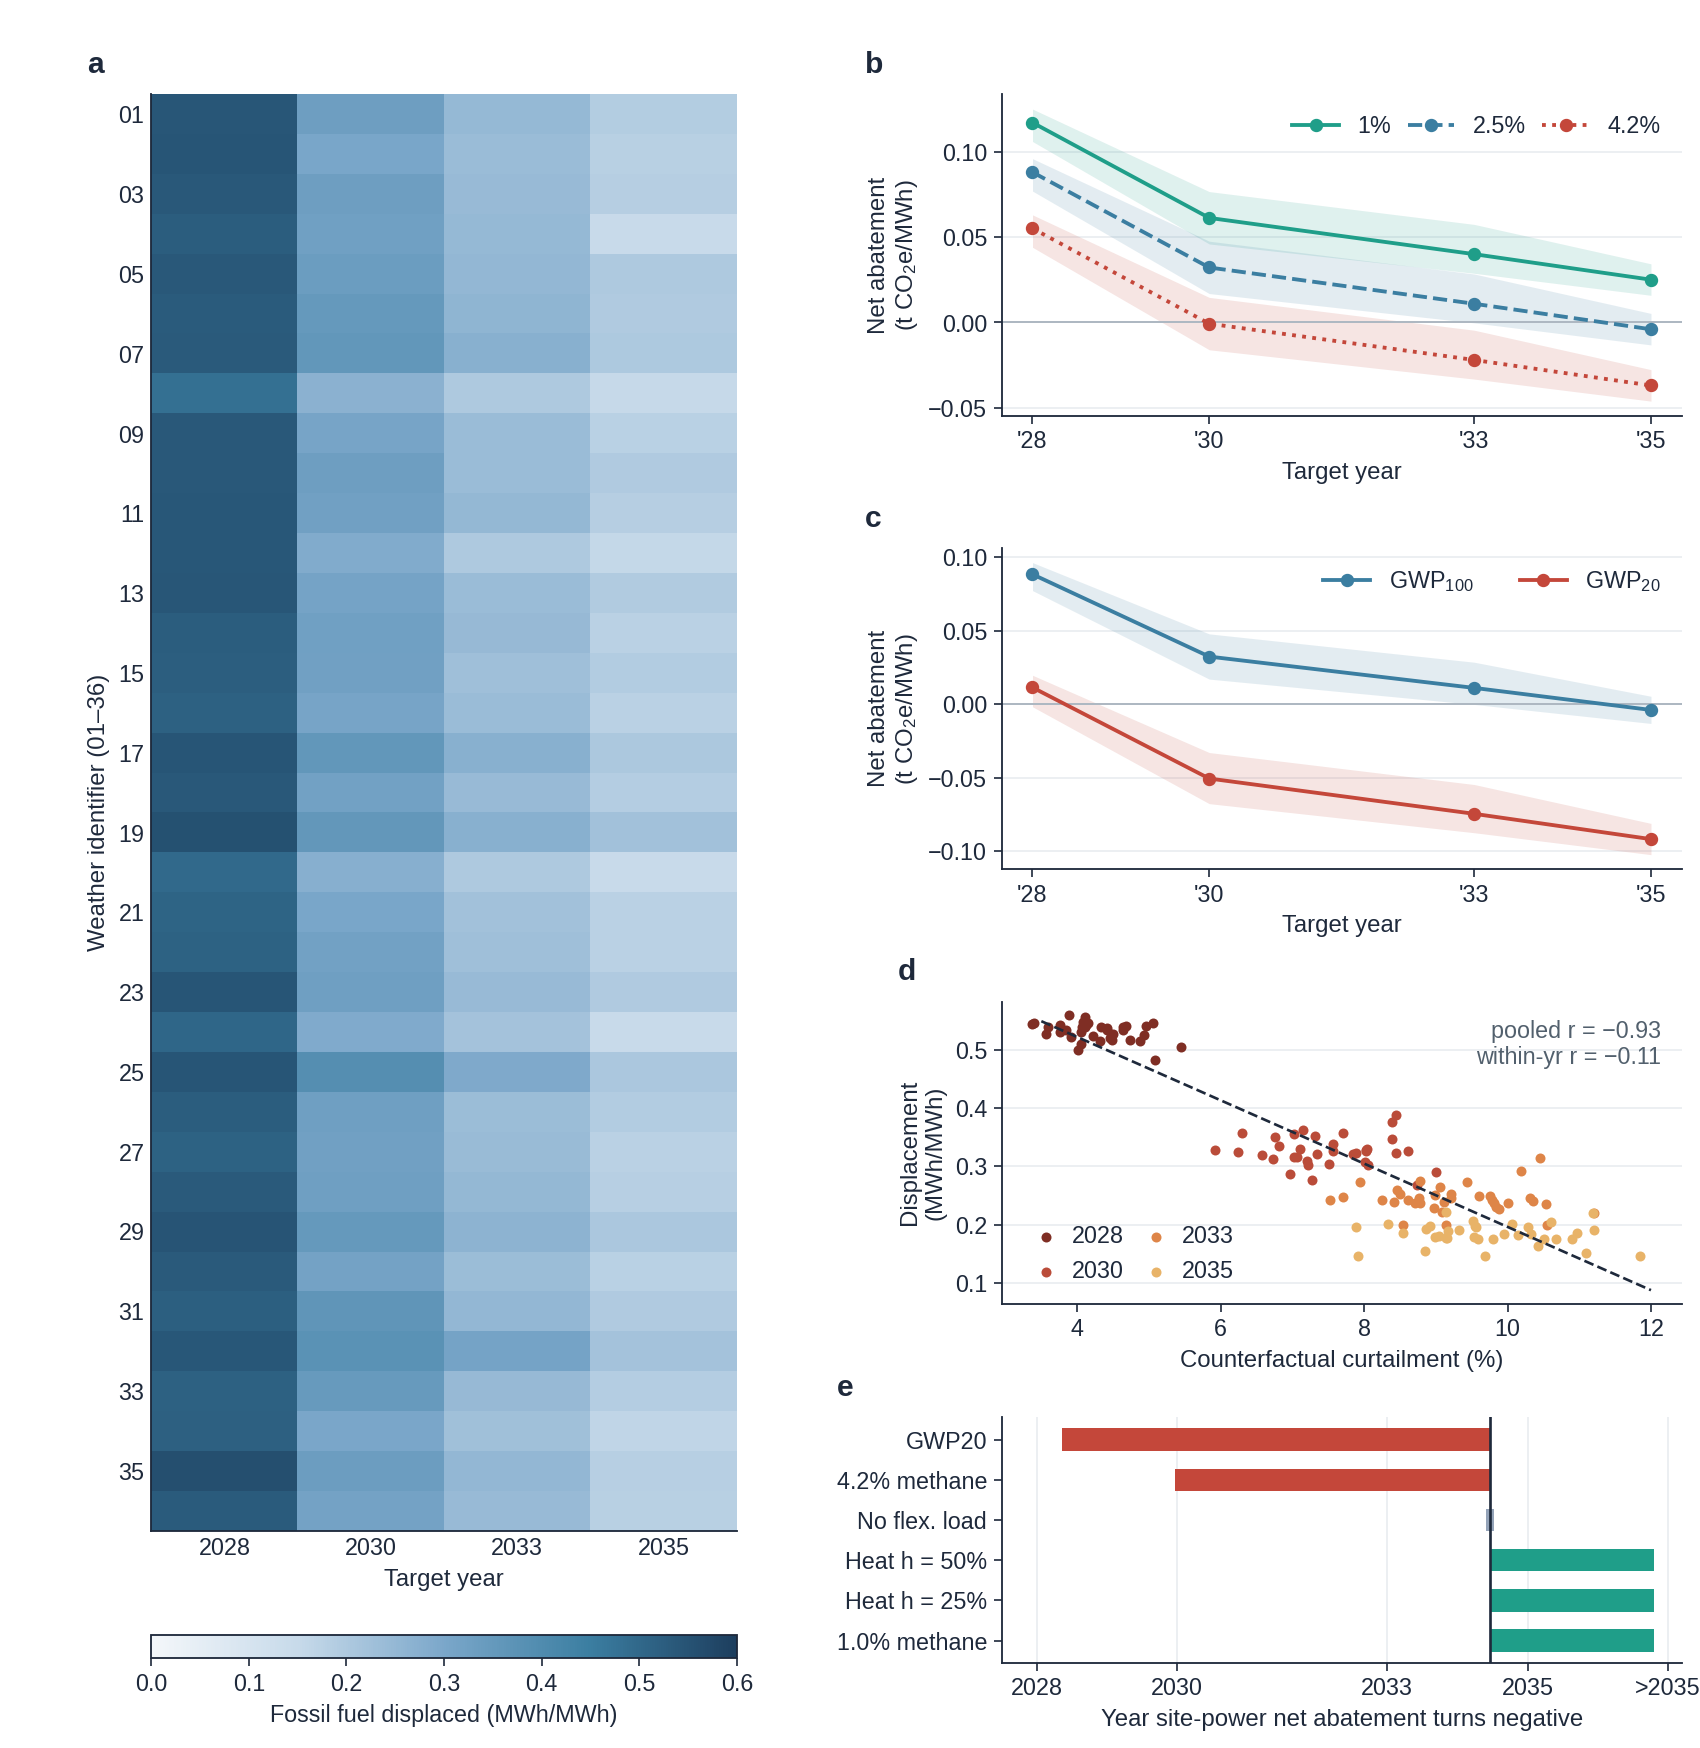 a
01
03
05
07
09
11
13
15
17
19
21
23
25
27
29
31
33
35
Weather identifier (01–36)
2028 2030 2033 2035
Target year
0.0 0.1 0.2 0.3 0.4 0.5 0.6
Fossil fuel displaced (MWh/MWh)
b
1% 2.5% 4.2%
0.10
0.05
0.00
−0.05
Net abatement
(t CO₂e/MWh)
'28 '30 '33 '35
Target year
c
GWP₁₀₀ GWP₂₀
0.10
0.05
0.00
−0.05
−0.10
Net abatement
(t CO₂e/MWh)
'28 '30 '33 '35
Target year
d
pooled r = −0.93
within-yr r = −0.11
0.5
0.4
0.3
0.2
0.1
Displacement
(MWh/MWh)
2028 2033
2030 2035
4 6 8 10 12
Counterfactual curtailment (%)
e
GWP20
4.2% methane
No flex. load
Heat h = 50%
Heat h = 25%
1.0% methane
2028 2030 2033 2035 >2035
Year site-power net abatement turns negative